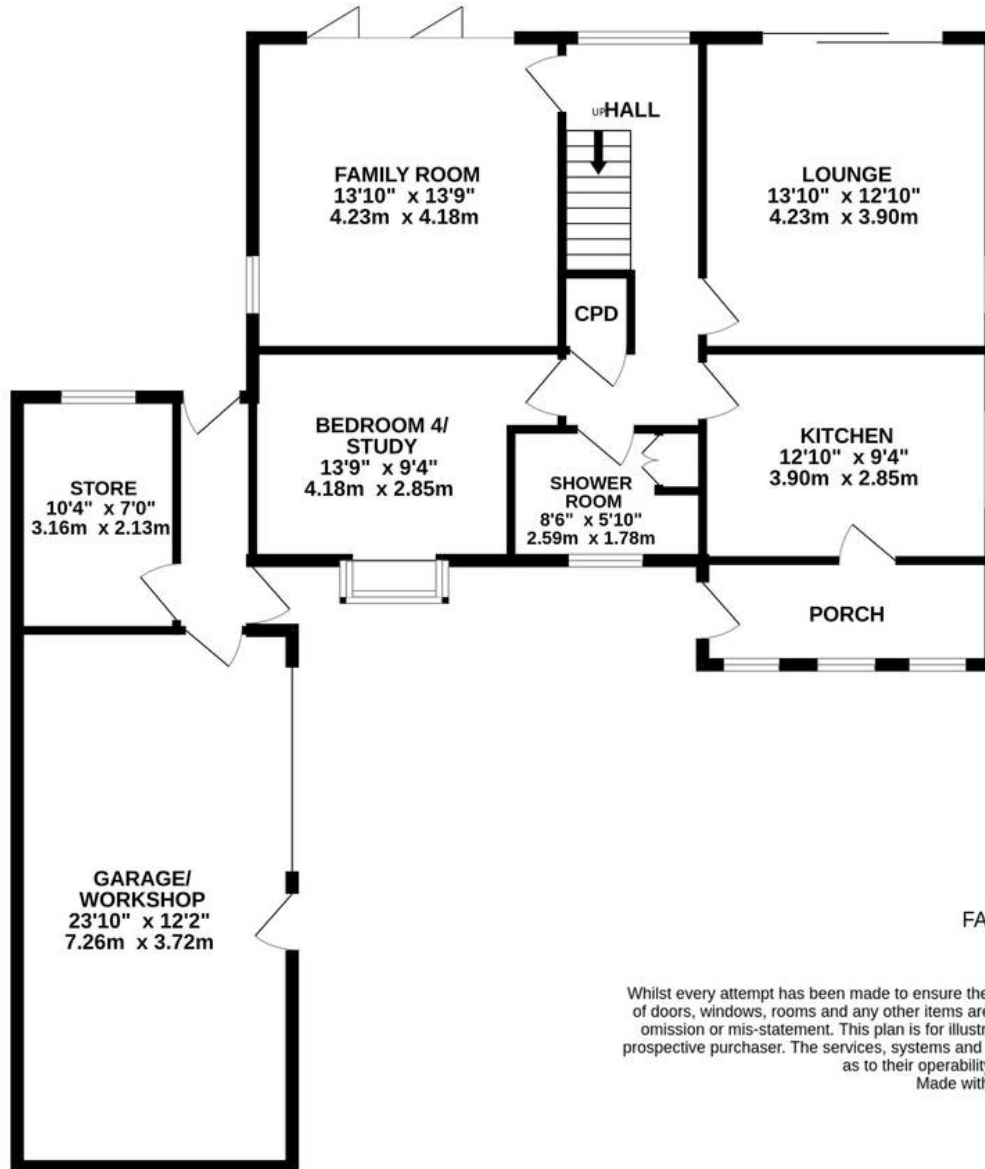 UP HALL
FAMILY ROOM
13'10" x 13'9"
4.23m x 4.18m
LOUNGE
13'10" x 12'10"
4.23m x 3.90m
CPD
BEDROOM 4/
STUDY
13'9" x 9'4"
4.18m x 2.85m
KITCHEN
12'10" x 9'4"
3.90m x 2.85m
STORE
10'4" x 7'0"
3.16m x 2.13m
SHOWER
ROOM
8'6" x 5'10"
2.59m x 1.78m
PORCH
GARAGE/
WORKSHOP
23'10" x 12'2"
7.26m x 3.72m
FA
Whilst every attempt has been made to ensure the
of doors, windows, rooms and any other items are
omission or mis-statement. This plan is for illustr
prospective purchaser. The services, systems and
as to their operability
Made with